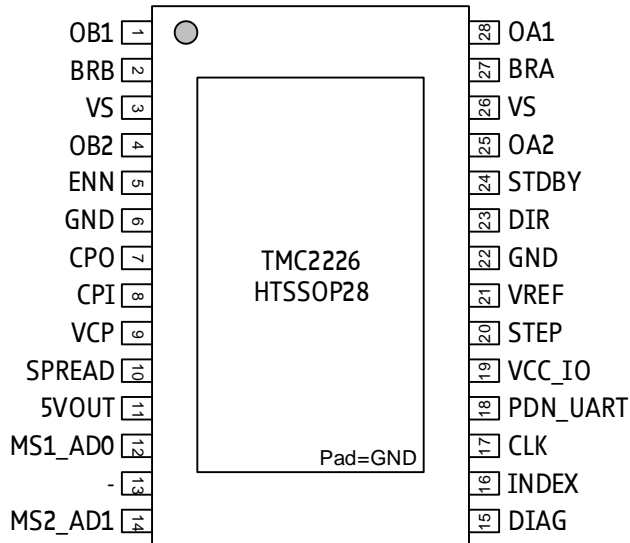 OB1 1 28 OA1
BRB 2 27 BRA
VS 3 26 VS
OB2 4 25 OA2
ENN 5 24 STDBY
GND 6 23 DIR
CPO 7 22 GND
TMC2226
HTSSOP28
CPI 8 21 VREF
VCP 9 20 STEP
SPREAD 10 19 VCC_IO
5VOUT 11 18 PDN_UART
MS1_AD0 12 17 CLK
Pad=GND
- 13 16 INDEX
MS2_AD1 14 15 DIAG